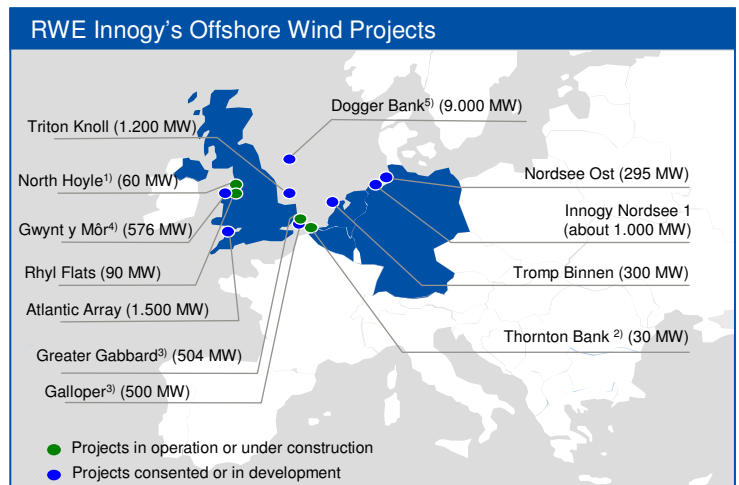 RWE Innogy's Offshore Wind Projects
Dogger Bank5) (9.000 MW)
Triton Knoll (1.200 MW)
North Hoyle1) (60 MW)
Gwynt y Môr4) (576 MW)
Rhyl Flats (90 MW)
Atlantic Array (1.500 MW)
Greater Gabbard3) (504 MW)
Galloper3) (500 MW)
Nordsee Ost (295 MW)
Innogy Nordsee 1
(about 1.000 MW)
Tromp Binnen (300 MW)
Thornton Bank 2) (30 MW)
Projects in operation or under construction
Projects consented or in development